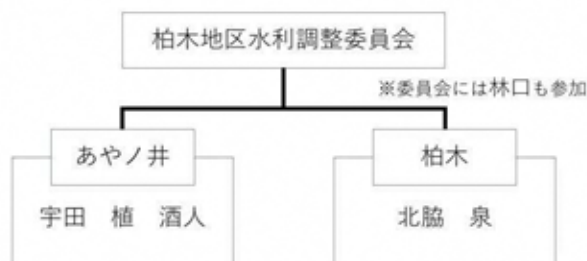 柏木地区水利調整委員会
※委員会には林口も参加
あやノ井
柏木
宇田　植　酒人
北脇　泉